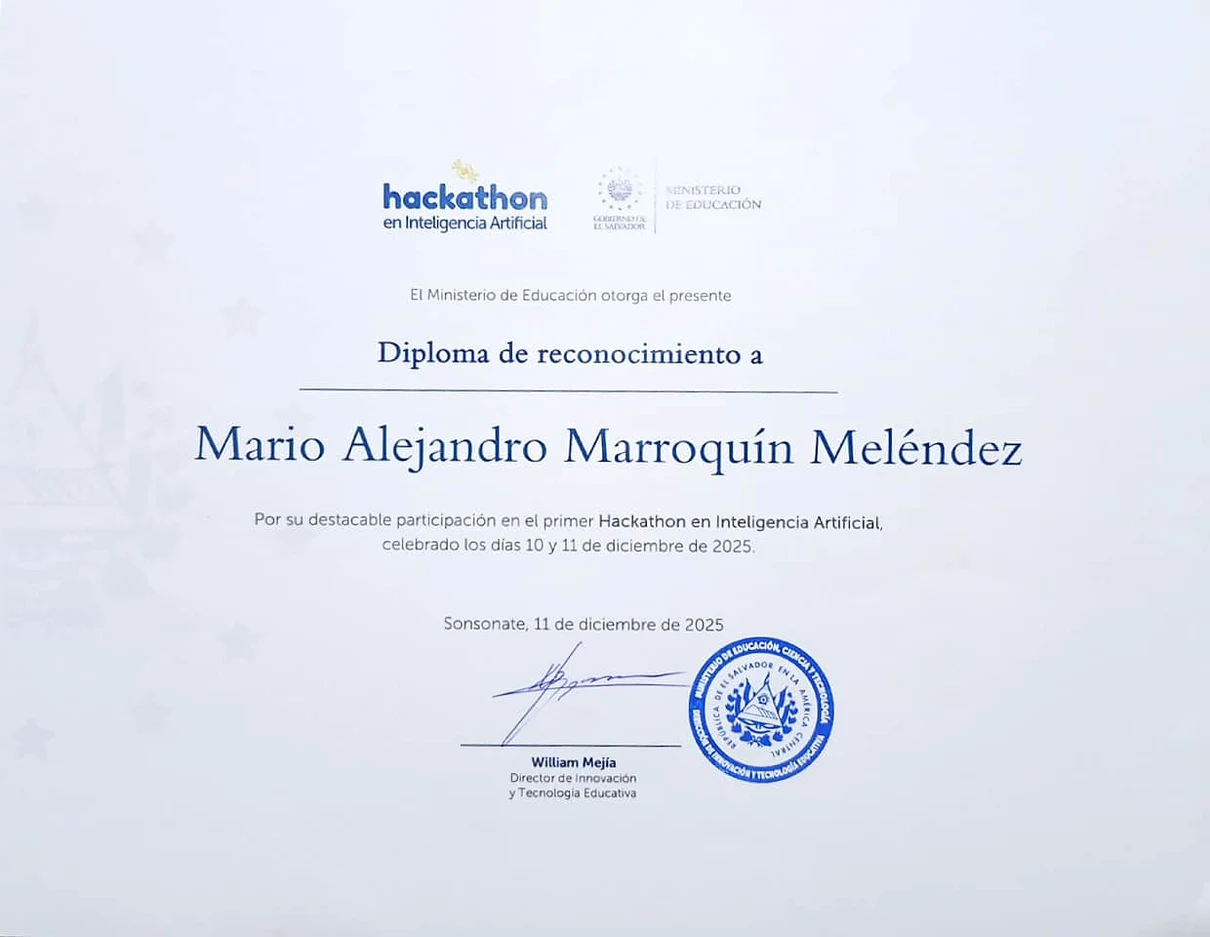 hackathon
en Inteligencia Artificial
GOBIERNO DE
EL SALVADOR
MINISTERIO
DE EDUCACIÓN
El Ministerio de Educación otorga el presente
Diploma de reconocimiento a
Mario Alejandro Marroquín Meléndez
Por su destacable participación en el primer Hackathon en Inteligencia Artificial,
celebrado los días 10 y 11 de diciembre de 2025.
Sonsonate, 11 de diciembre de 2025
MINISTERIO DE EDUCACIÓN, CIENCIA Y TECNOLOGÍA
REPÚBLICA DE EL SALVADOR EN LA AMÉRICA CENTRAL
DIRECCIÓN DE INNOVACIÓN Y TECNOLOGÍA EDUCATIVA
William Mejía
Director de Innovación
y Tecnología Educativa